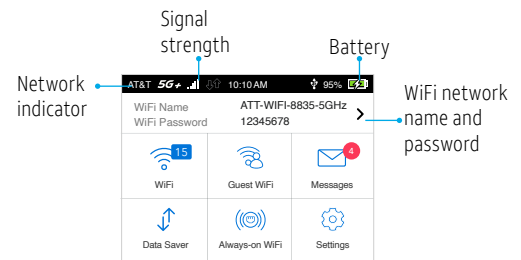 Signal
strength
Battery
Network
indicator
AT&T 5G+ 10:10 AM 95%
WiFi Name ATT-WIFI-8835-5GHz
WiFi Password 12345678
WiFi network
name and
password
15
4
WiFi Guest WiFi Messages
Data Saver Always-on WiFi Settings